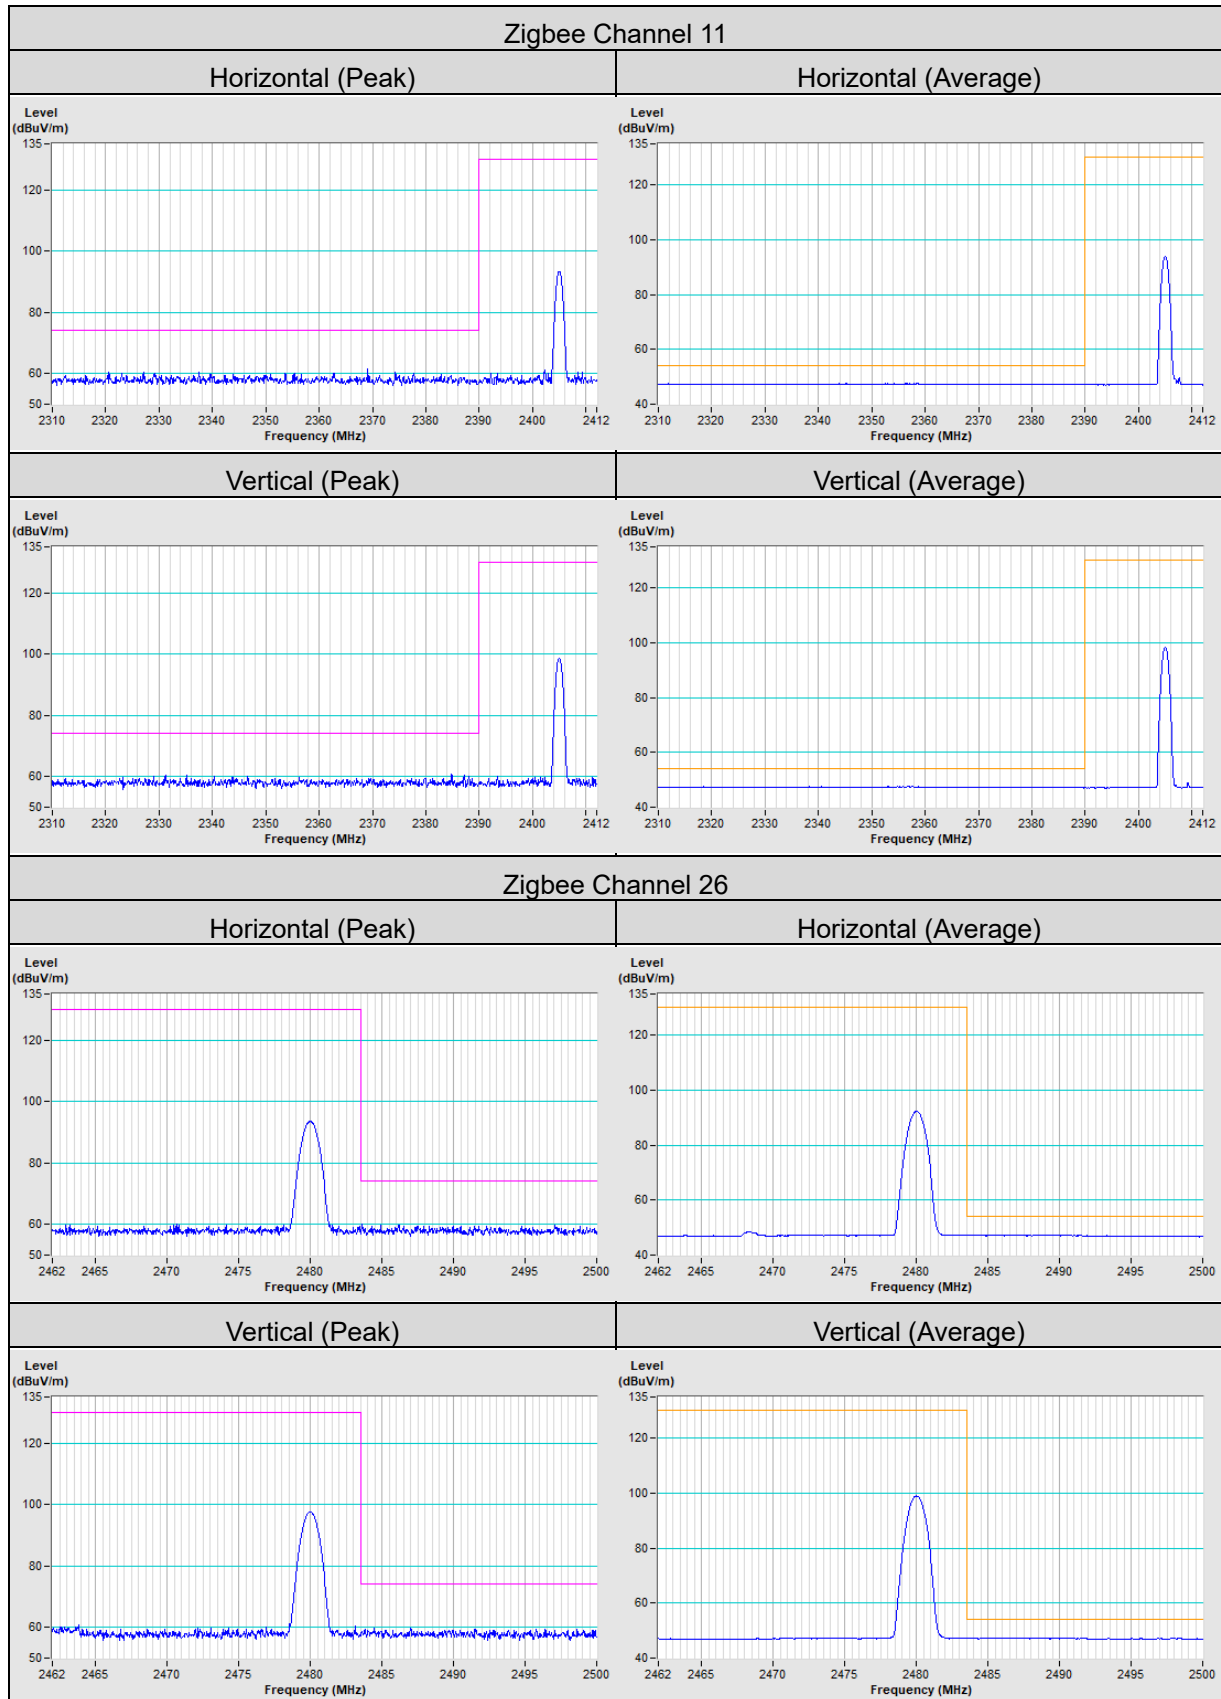 Zigbee Channel 11
Horizontal (Peak) Horizontal (Average)
Level
(dBuV/m)
135
120
100
80
60
50
2310 2320 2330 2340 2350 2360 2370 2380 2390 2400 2412
Frequency (MHz)
Level
(dBuV/m)
135
120
100
80
60
40
2310 2320 2330 2340 2350 2360 2370 2380 2390 2400 2412
Frequency (MHz)
Vertical (Peak) Vertical (Average)
Level
(dBuV/m)
135
120
100
80
60
50
2310 2320 2330 2340 2350 2360 2370 2380 2390 2400 2412
Frequency (MHz)
Level
(dBuV/m)
135
120
100
80
60
40
2310 2320 2330 2340 2350 2360 2370 2380 2390 2400 2412
Frequency (MHz)
Zigbee Channel 26
Horizontal (Peak) Horizontal (Average)
Level
(dBuV/m)
135
120
100
80
60
50
2462 2465 2470 2475 2480 2485 2490 2495 2500
Frequency (MHz)
Level
(dBuV/m)
135
120
100
80
60
40
2462 2465 2470 2475 2480 2485 2490 2495 2500
Frequency (MHz)
Vertical (Peak) Vertical (Average)
Level
(dBuV/m)
135
120
100
80
60
50
2462 2465 2470 2475 2480 2485 2490 2495 2500
Frequency (MHz)
Level
(dBuV/m)
135
120
100
80
60
40
2462 2465 2470 2475 2480 2485 2490 2495 2500
Frequency (MHz)